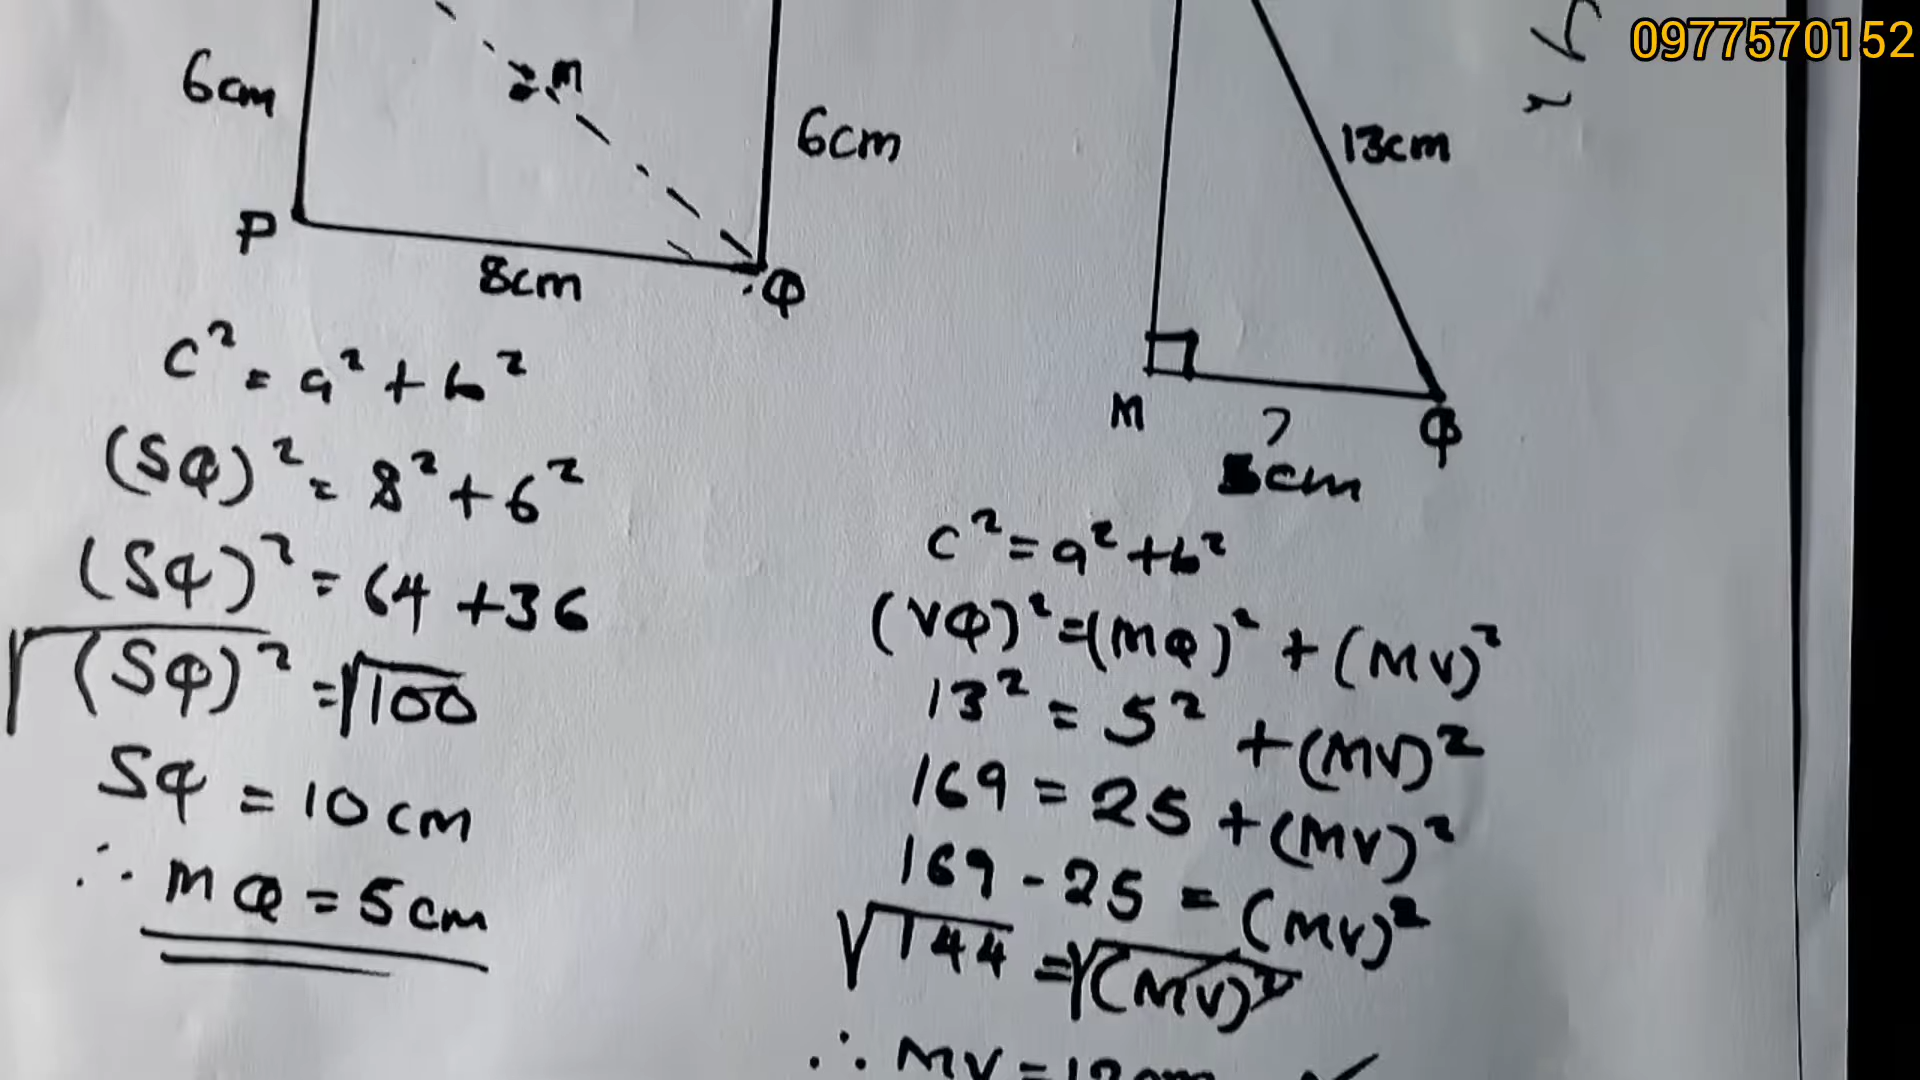 0977570152
6cm
M
6cm
P
8cm
Q
13cm
M
?
Q
5cm
c² = a² + b²
(SQ)² = 8² + 6²
(SQ)² = 64 + 36
√(SQ)² = √100
SQ = 10cm
∴ MQ = 5cm
c² = a² + b²
(VQ)² = (MQ)² + (MV)²
13² = 5² + (MV)²
169 = 25 + (MV)²
169 - 25 = (MV)²
√144 = √(MV)²
∴ MV = 12cm